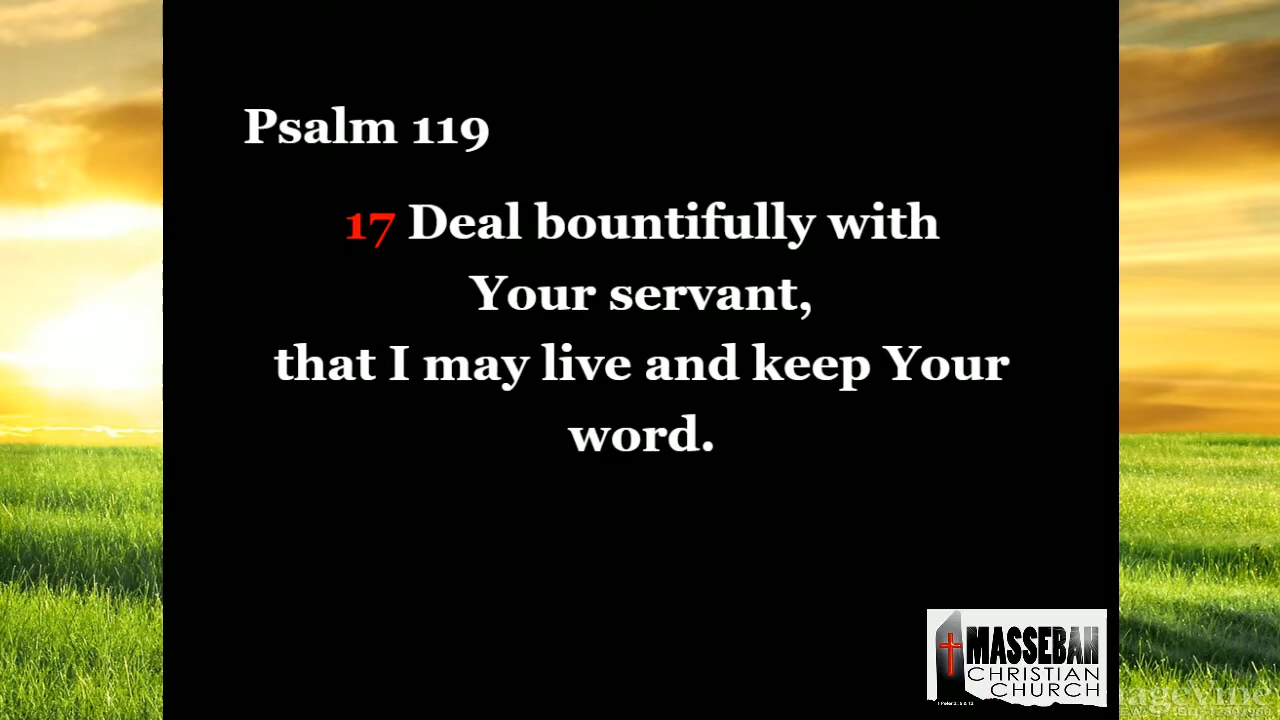 Psalm 119
17 Deal bountifully with
Your servant,
that I may live and keep Your
word.
MASSEBAH
CHRISTIAN
CHURCH